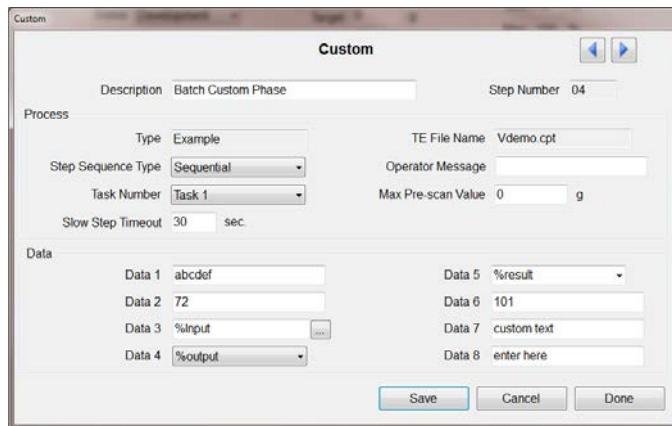 Custom
Custom
Description Batch Custom Phase Step Number 04
Process
Type Example TE File Name Vdemo.cpt
Step Sequence Type Sequential Operator Message
Task Number Task 1 Max Pre-scan Value 0 g
Slow Step Timeout 30 sec.
Data
Data 1 abcdef Data 5 %result
Data 2 72 Data 6 101
Data 3 %Input ... Data 7 custom text
Data 4 %output Data 8 enter here
Save Cancel Done